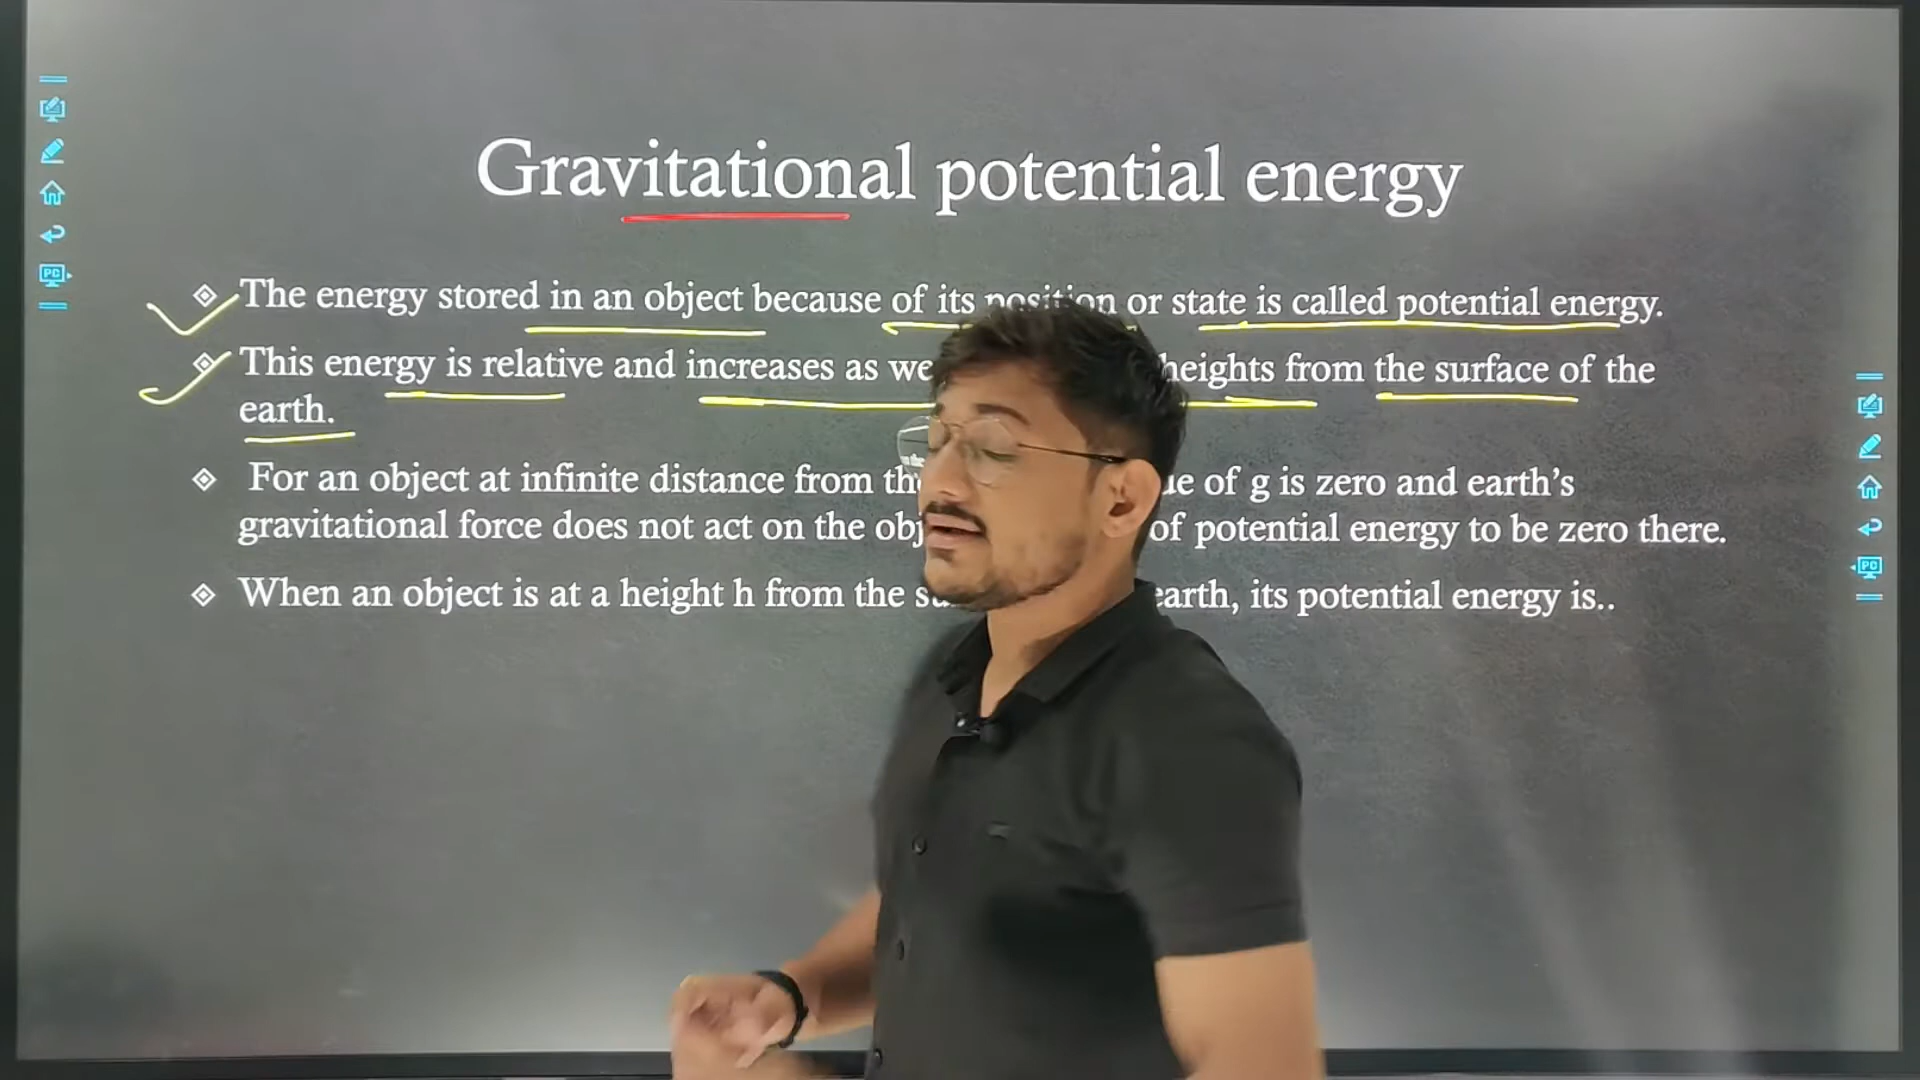 Gravitational potential energy
The energy stored in an object because of its position or state is called potential energy.
This energy is relative and increases as we heights from the surface of the
earth.
For an object at infinite distance from of g is zero and earth's
gravitational force does not act on the of potential energy to be zero there.
When an object is at a height h from the earth, its potential energy is..
PC
PC